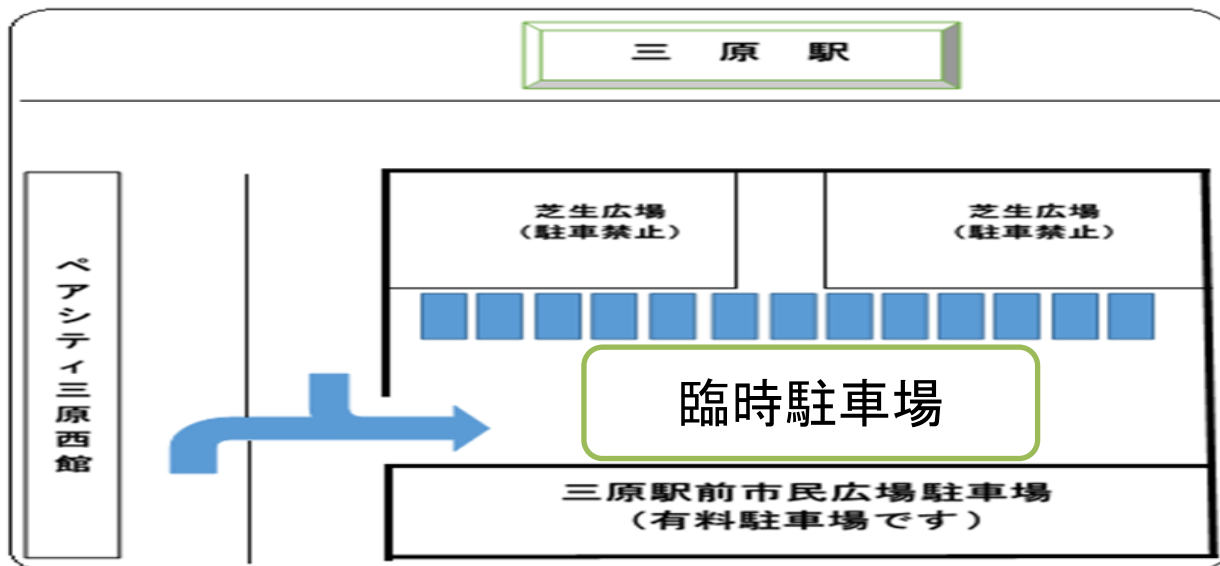 三原駅
芝生広場
（駐車禁止）
芝生広場
（駐車禁止）
ペアシティ三原西館
臨時駐車場
三原駅前市民広場駐車場
（有料駐車場です）